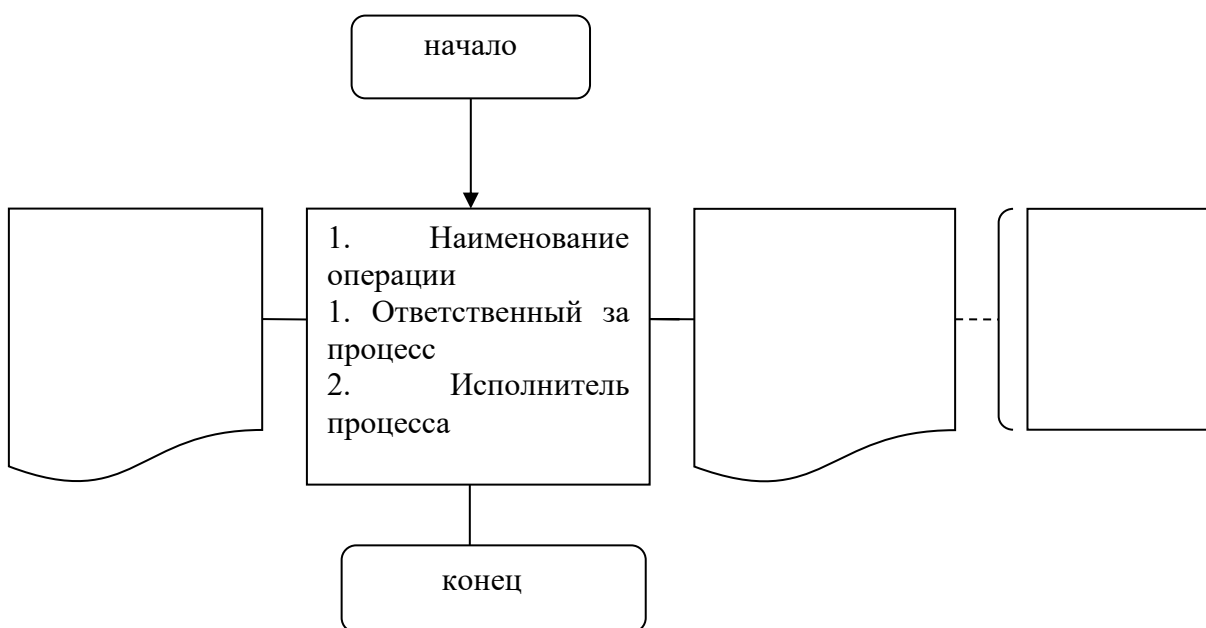 начало
1. Наименование
операции
1. Ответственный за
процесс
2. Исполнитель
процесса
конец